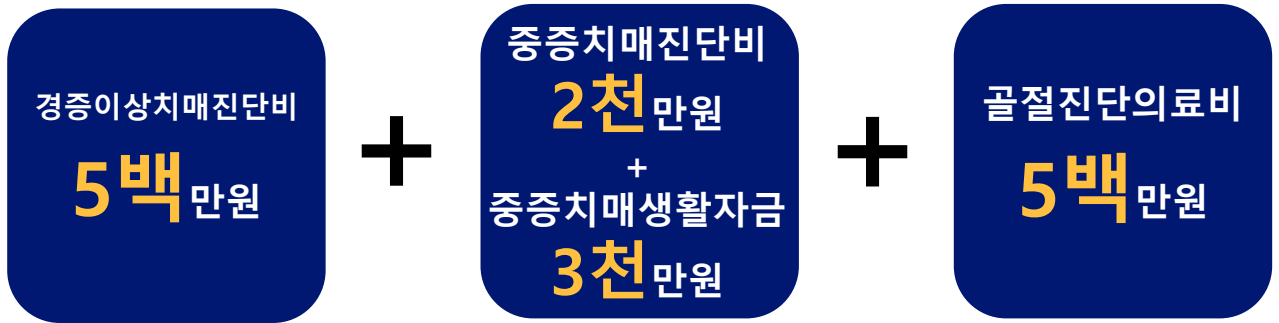 경증이상치매진단비
5백만원
+
중증치매진단비
2천만원
+
중증치매생활자금
3천만원
+
골절진단의료비
5백만원